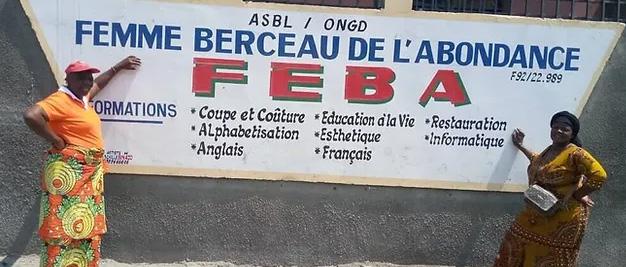 ASBL / ONGD
FEMME BERCEAU DE L'ABONDANCE
F92/22.989
FEBA
FORMATIONS
* Coupe et Coûture * Education à la Vie * Restauration
* Alphabetisation * Esthetique * Informatique
* Anglais * Français